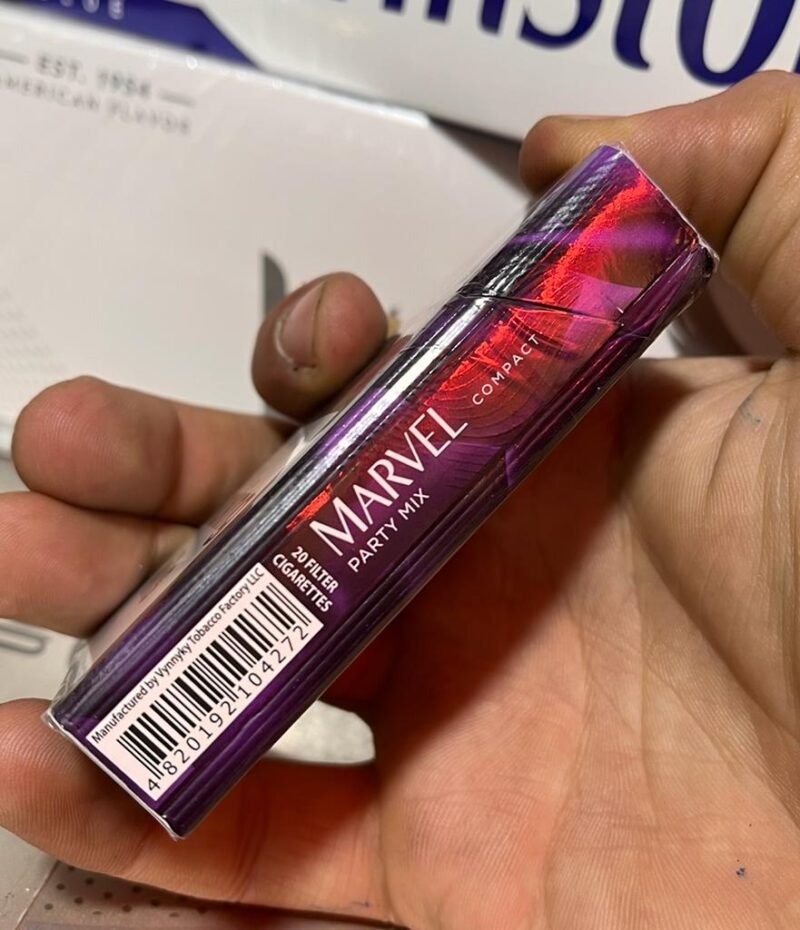 EST. 1954
AMERICAN FLAVOR
MARVEL
COMPACT
PARTY MIX
20 FILTER
CIGARETTES
Manufactured by Vynnyky Tobacco Factory LLC
4 820192 104272